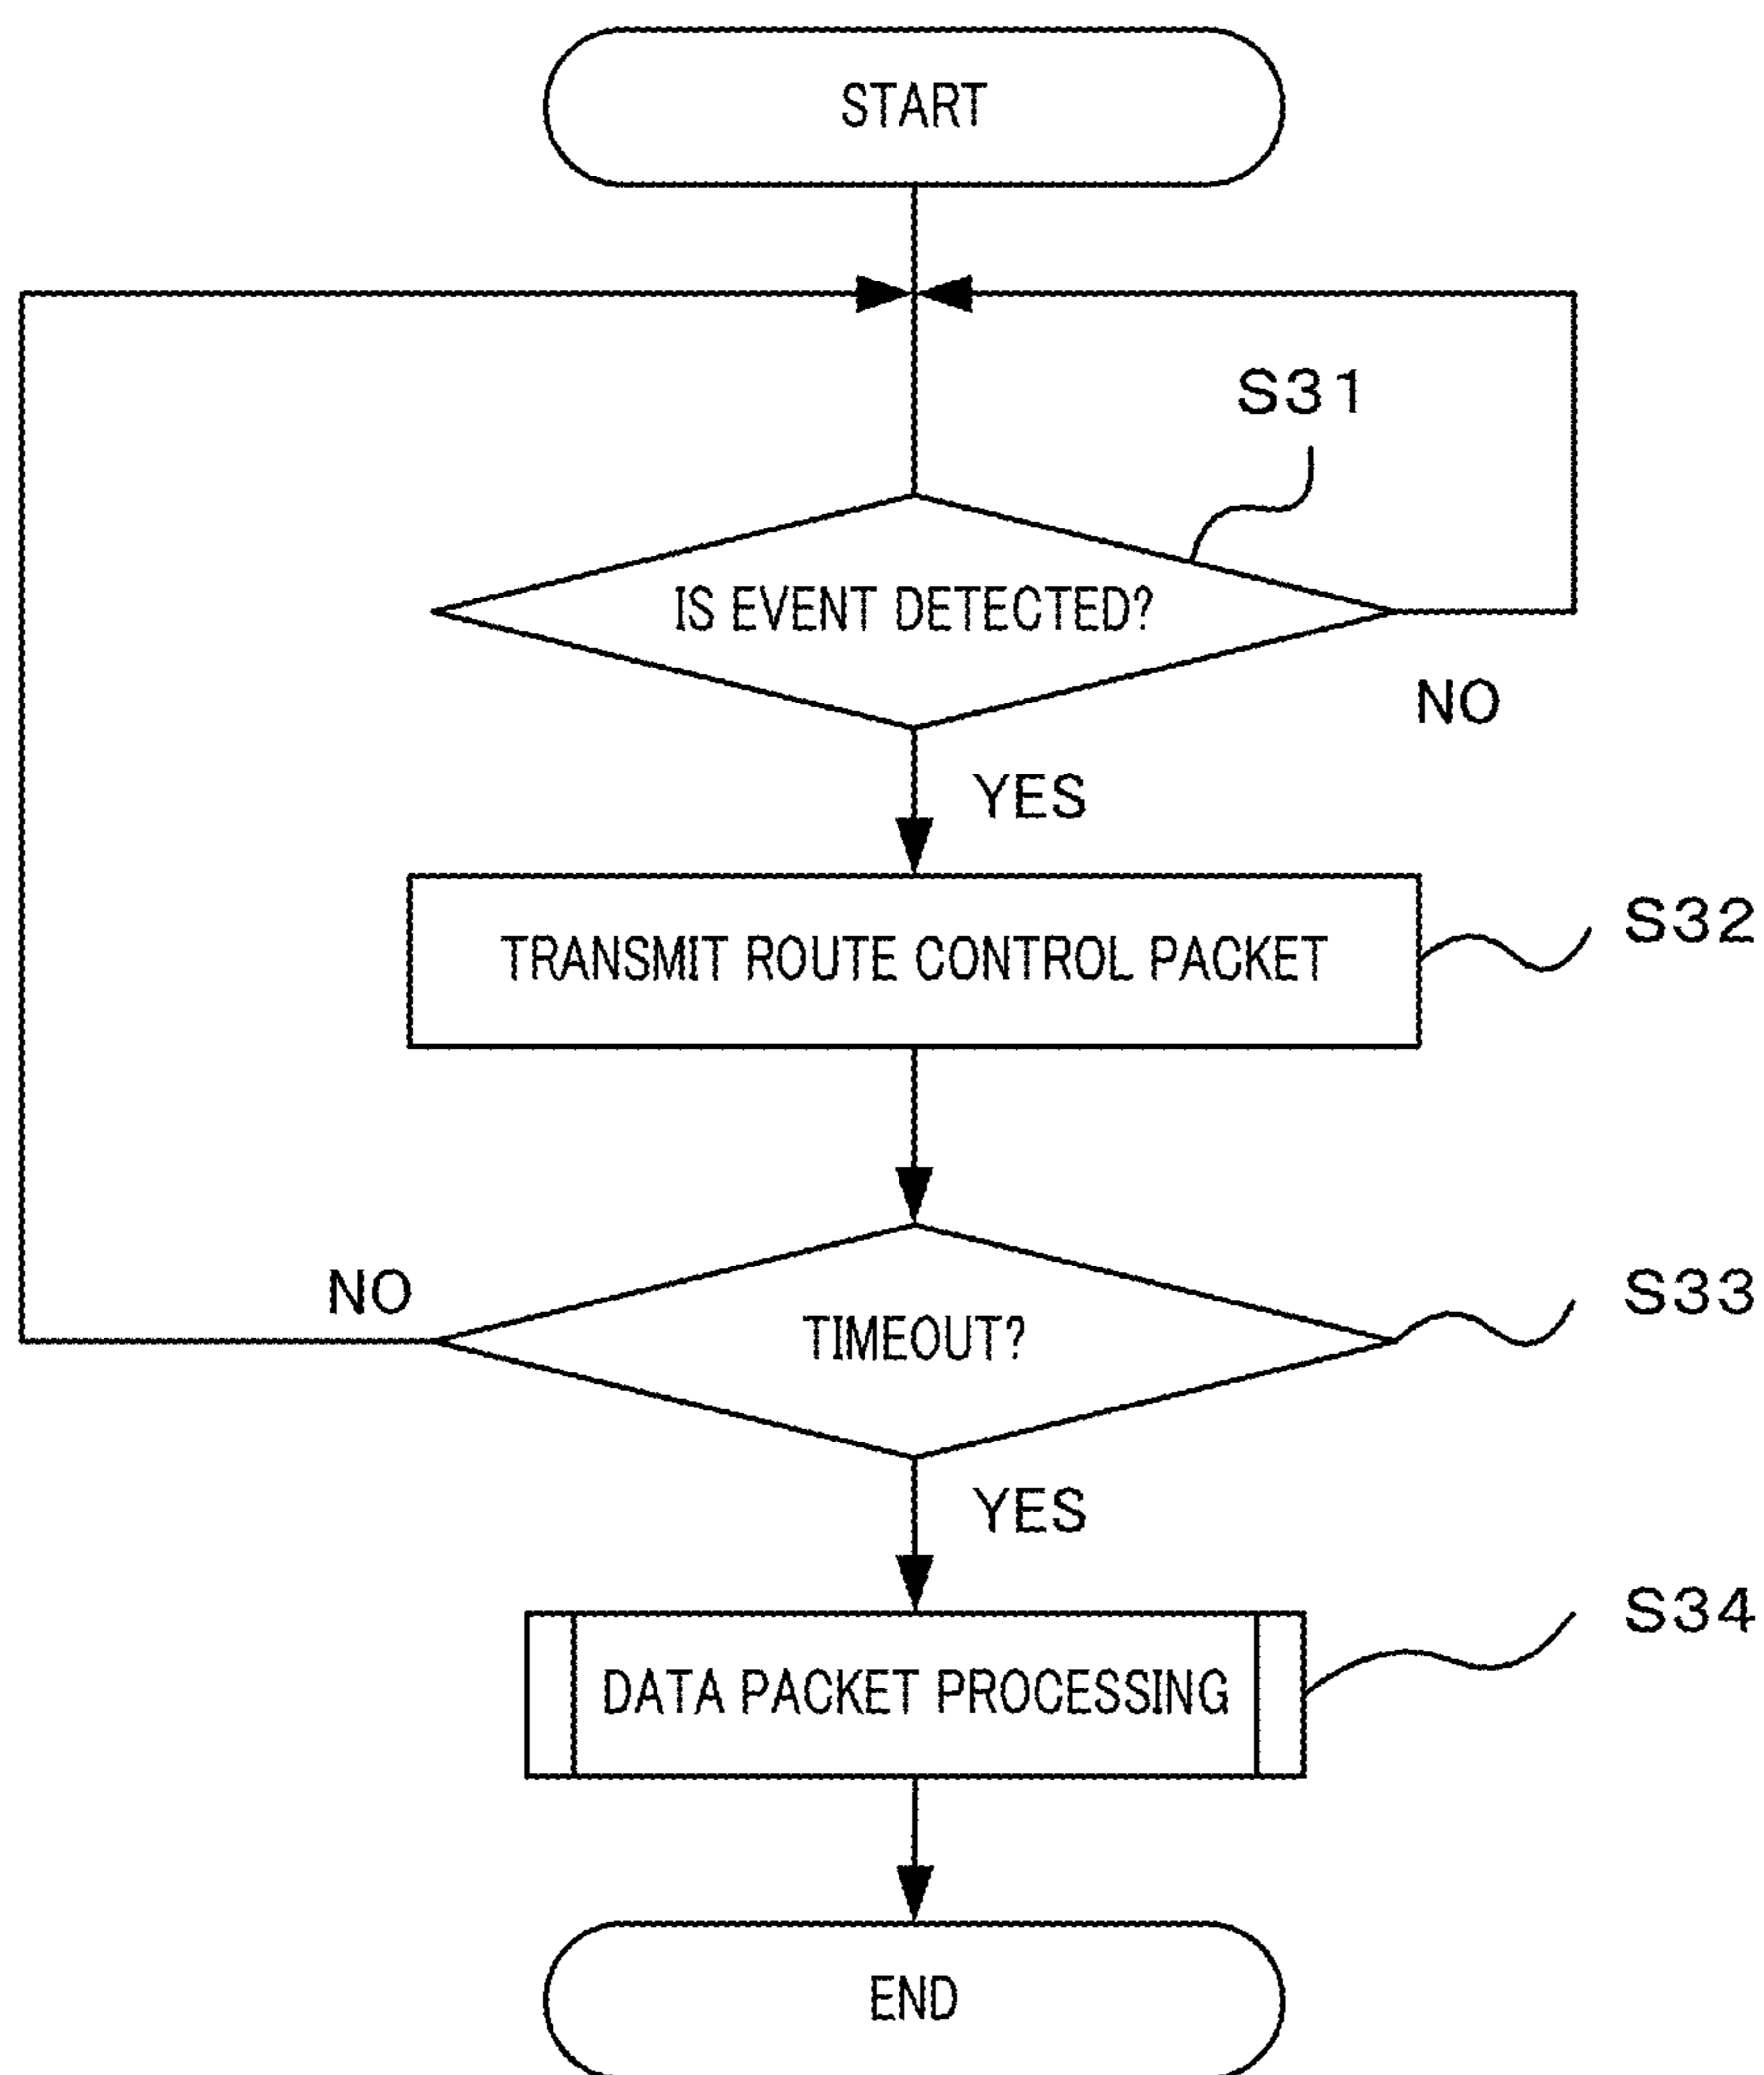 START
S31
IS EVENT DETECTED?
NO
YES
TRANSMIT ROUTE CONTROL PACKET
S32
NO
TIMEOUT?
S33
YES
DATA PACKET PROCESSING
S34
END